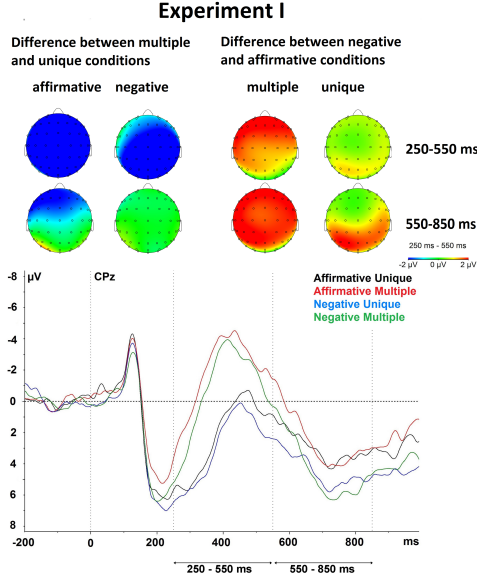 Experiment I
Difference between multiple and unique conditions
Difference between negative and affirmative conditions
affirmative
negative
multiple
unique
250-550 ms
550-850 ms
250 ms - 550 ms
-2 µV 0 µV 2 µV
µV
CPz
Affirmative Unique
Affirmative Multiple
Negative Unique
Negative Multiple
-8
-6
-4
-2
0
2
4
6
8
-200 0 200 400 600 800 ms
250 - 550 ms
550 - 850 ms